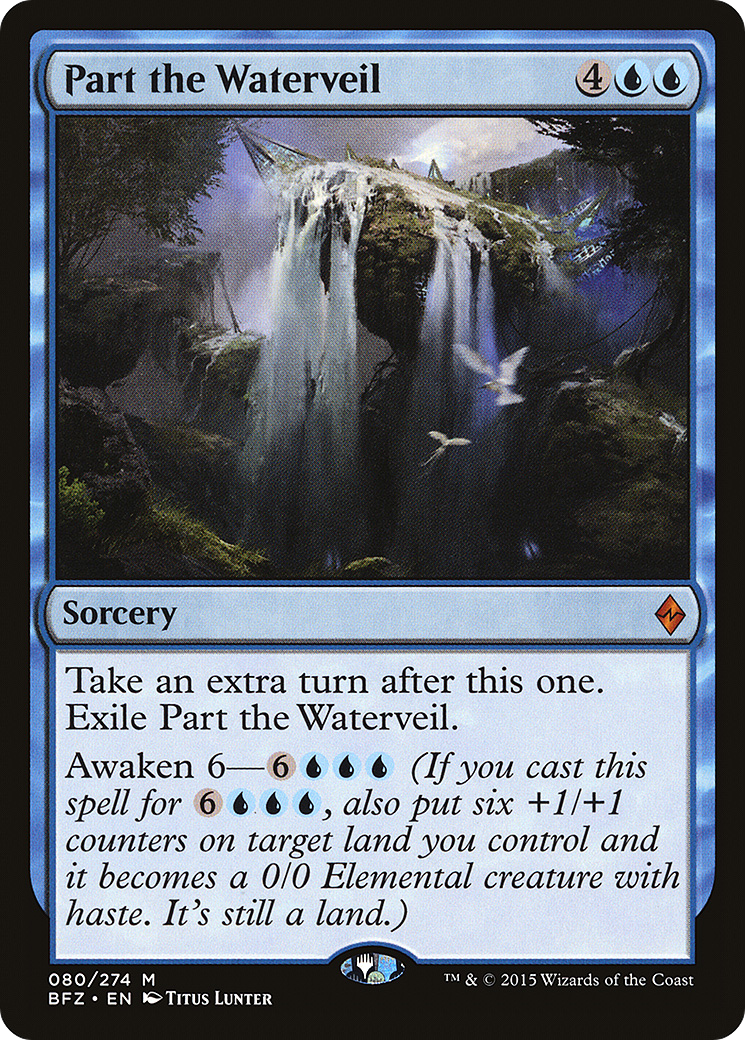 Part the Waterveil 4
Sorcery
Take an extra turn after this one.
Exile Part the Waterveil.
Awaken 6—6 (If you cast this
spell for 6, also put six +1/+1
counters on target land you control and
it becomes a 0/0 Elemental creature with
haste. It's still a land.)
080/274 M
BFZ • EN Titus Lunter
™ & © 2015 Wizards of the Coast